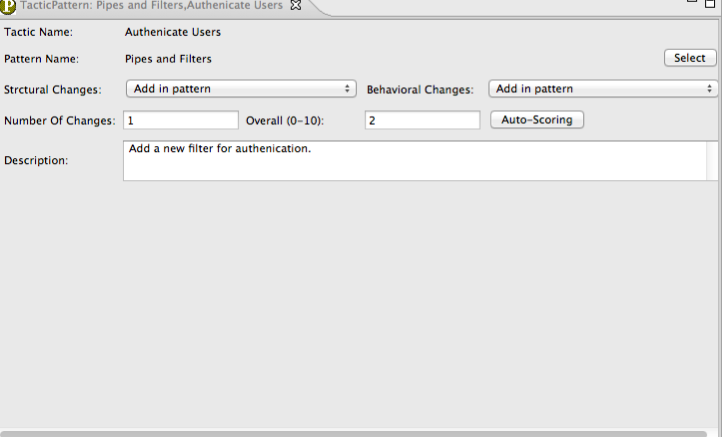 P TacticPattern: Pipes and Filters,Authenicate Users
Tactic Name: Authenicate Users
Pattern Name: Pipes and Filters Select
Strctural Changes: Add in pattern Behavioral Changes: Add in pattern
Number Of Changes: 1 Overall (0-10): 2 Auto-Scoring
Description: Add a new filter for authenication.